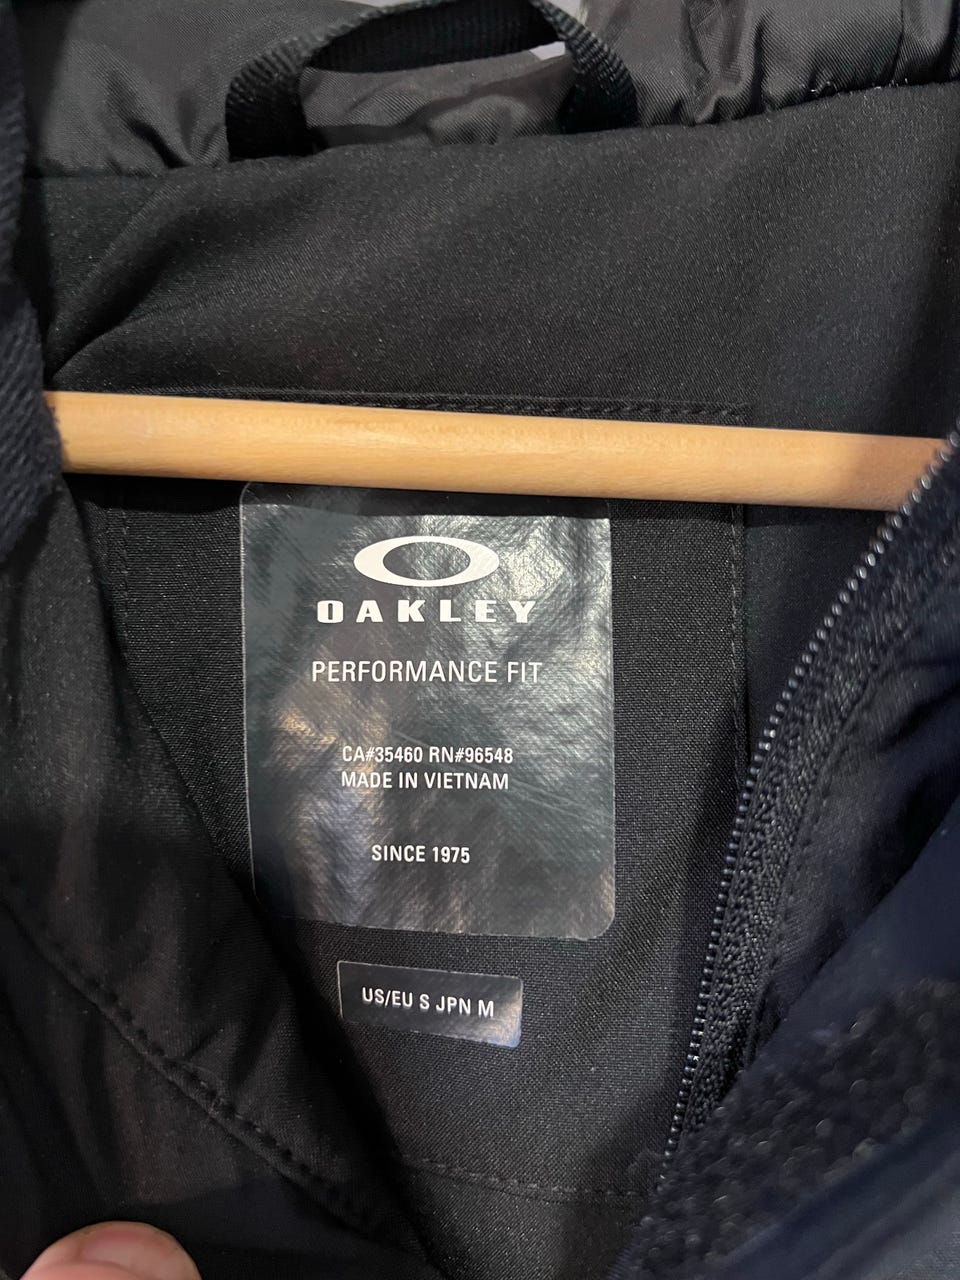 OAKLEY
PERFORMANCE FIT
CA#35460 RN#96548
MADE IN VIETNAM
SINCE 1975
US/EU S JPN M